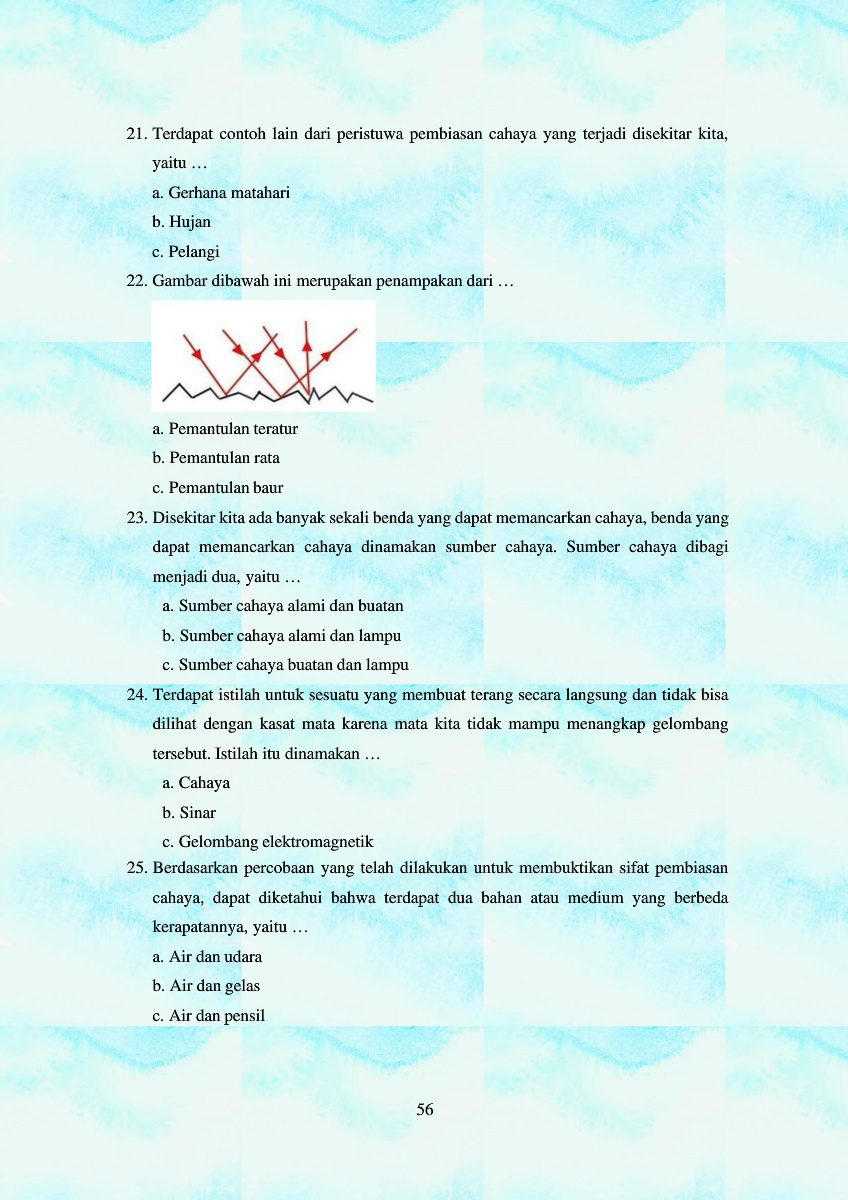 21. Terdapat contoh lain dari peristuwa pembiasan cahaya yang terjadi disekitar kita,
yaitu …
a. Gerhana matahari
b. Hujan
c. Pelangi
22. Gambar dibawah ini merupakan penampakan dari …
a. Pemantulan teratur
b. Pemantulan rata
c. Pemantulan baur
23. Disekitar kita ada banyak sekali benda yang dapat memancarkan cahaya, benda yang
dapat memancarkan cahaya dinamakan sumber cahaya. Sumber cahaya dibagi
menjadi dua, yaitu …
a. Sumber cahaya alami dan buatan
b. Sumber cahaya alami dan lampu
c. Sumber cahaya buatan dan lampu
24. Terdapat istilah untuk sesuatu yang membuat terang secara langsung dan tidak bisa
dilihat dengan kasat mata karena mata kita tidak mampu menangkap gelombang
tersebut. Istilah itu dinamakan …
a. Cahaya
b. Sinar
c. Gelombang elektromagnetik
25. Berdasarkan percobaan yang telah dilakukan untuk membuktikan sifat pembiasan
cahaya, dapat diketahui bahwa terdapat dua bahan atau medium yang berbeda
kerapatannya, yaitu …
a. Air dan udara
b. Air dan gelas
c. Air dan pensil
56